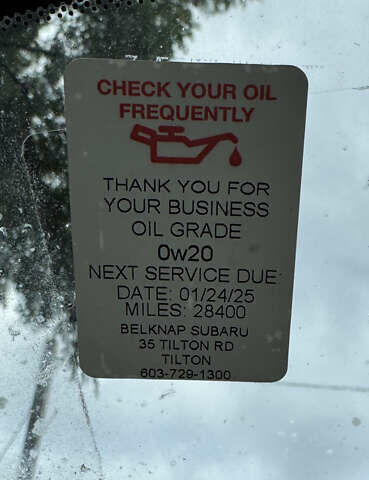 CHECK YOUR OIL
FREQUENTLY
THANK YOU FOR
YOUR BUSINESS
OIL GRADE
0w20
NEXT SERVICE DUE:
DATE: 01/24/25
MILES: 28400
BELKNAP SUBARU
35 TILTON RD
TILTON
603-729-1300